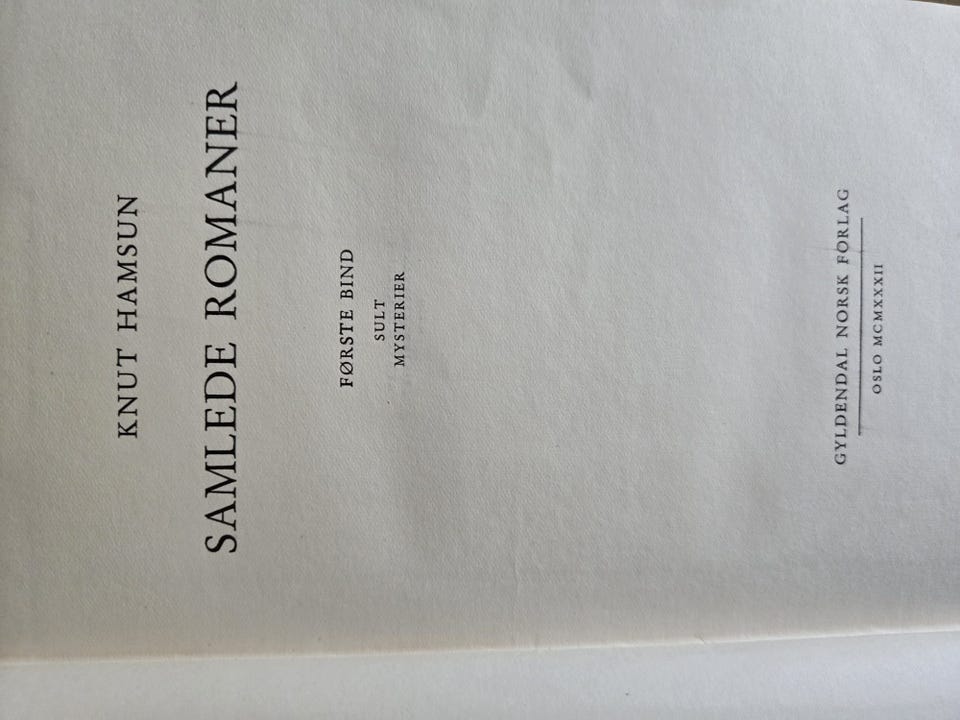 KNUT HAMSUN
SAMLEDE ROMANER
FØRSTE BIND
SULT
MYSTERIER
GYLDENDAL NORSK FORLAG
OSLO MCMXXXII